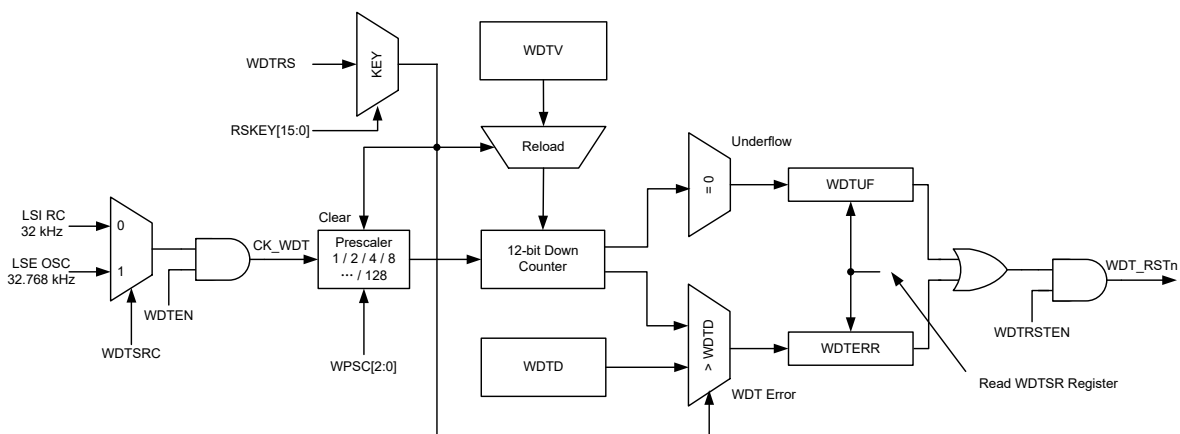 WDTRS
KEY
RSKEY[15:0]
WDTV
Reload
LSI RC
32 kHz
0
LSE OSC
32.768 kHz
1
WDTSRC
WDTEN
CK_WDT
Clear
Prescaler
1 / 2 / 4 / 8
... / 128
WPSC[2:0]
12-bit Down
Counter
WDTD
= 0
Underflow
> WDTD
WDT Error
WDTUF
WDTERR
Read WDTSR Register
WDTRSTEN
WDT_RSTn